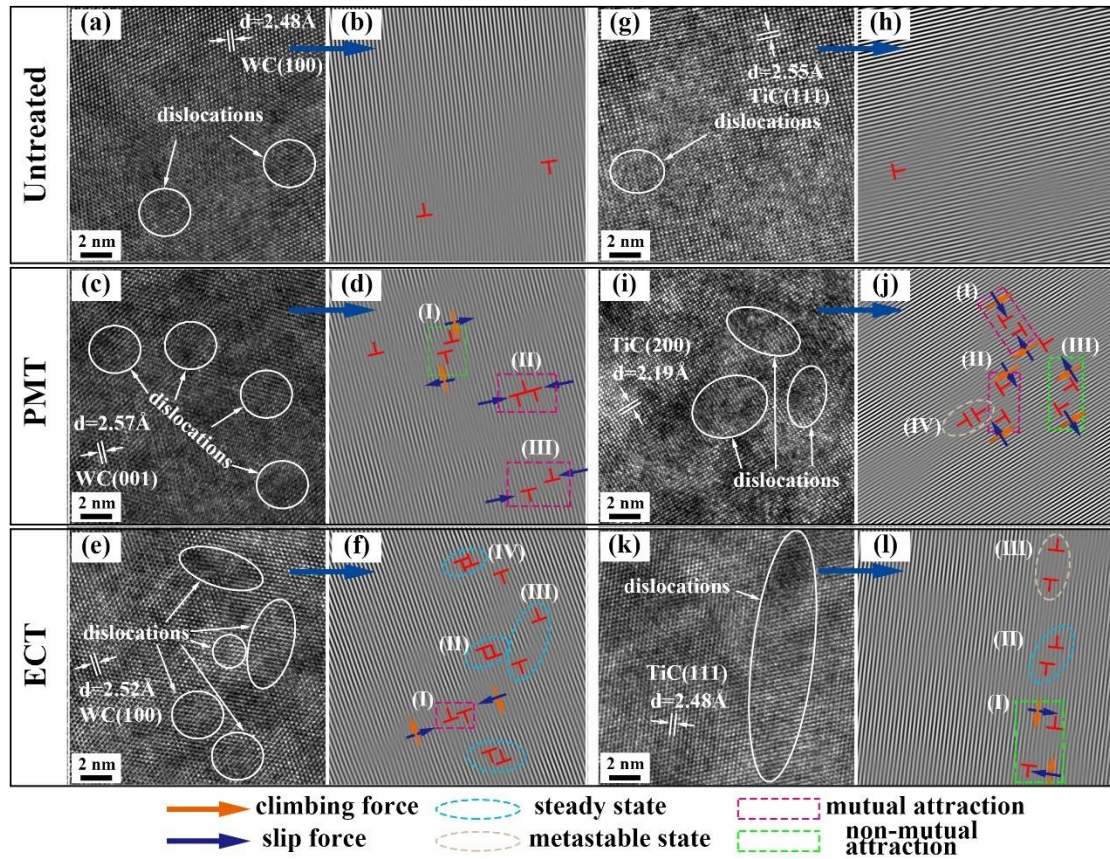 Untreated
(a)
d=2.48Å
WC(100)
dislocations
2 nm
(b)
(g)
d=2.55Å
TiC(111)
dislocations
2 nm
(h)
PMT
(c)
dislocations
d=2.57Å
WC(001)
2 nm
(d)
(I)
(II)
(III)
(i)
TiC(200)
d=2.19Å
dislocations
2 nm
(j)
(I)
(II)
(III)
(IV)
ECT
(e)
dislocations
d=2.52Å
WC(100)
2 nm
(f)
(IV)
(III)
(II)
(I)
(k)
dislocations
TiC(111)
d=2.48Å
2 nm
(l)
(III)
(II)
(I)
climbing force
steady state
mutual attraction
slip force
metastable state
non-mutual
attraction